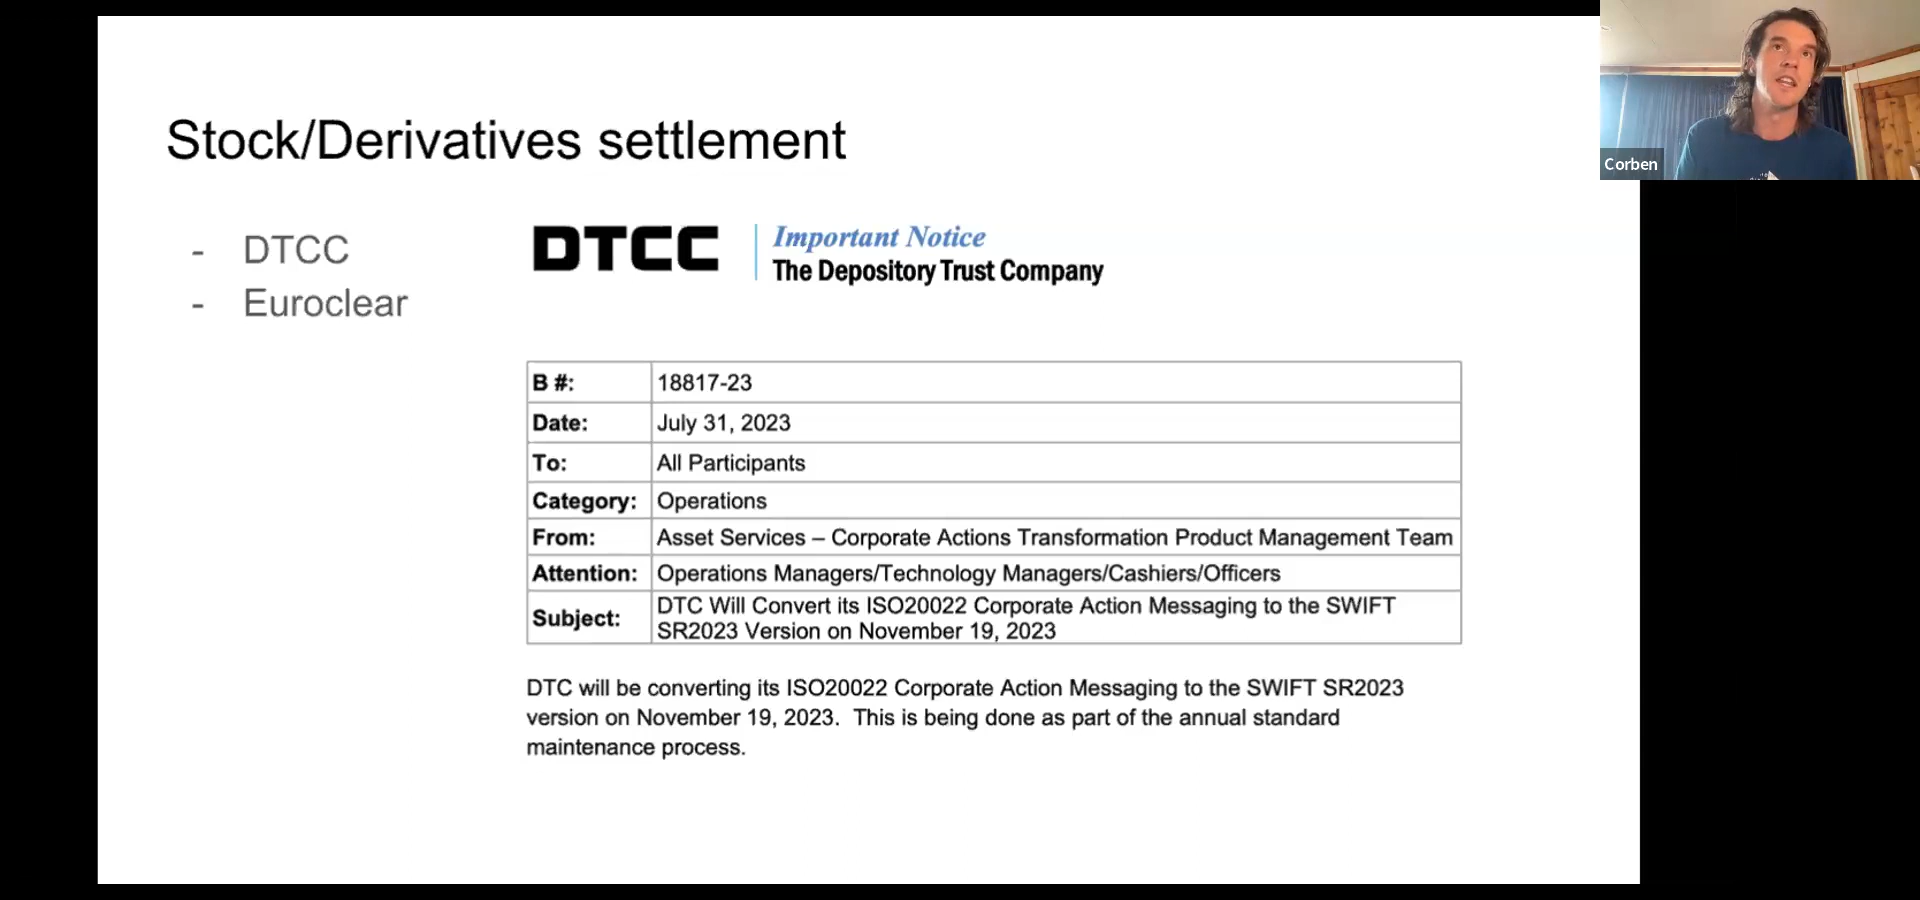 Stock/Derivatives settlement
- DTCC
- Euroclear
DTCC
Important Notice
The Depository Trust Company
B #: 18817-23
Date: July 31, 2023
To: All Participants
Category: Operations
From: Asset Services – Corporate Actions Transformation Product Management Team
Attention: Operations Managers/Technology Managers/Cashiers/Officers
Subject: DTC Will Convert its ISO20022 Corporate Action Messaging to the SWIFT
SR2023 Version on November 19, 2023
DTC will be converting its ISO20022 Corporate Action Messaging to the SWIFT SR2023
version on November 19, 2023.  This is being done as part of the annual standard
maintenance process.
Corben